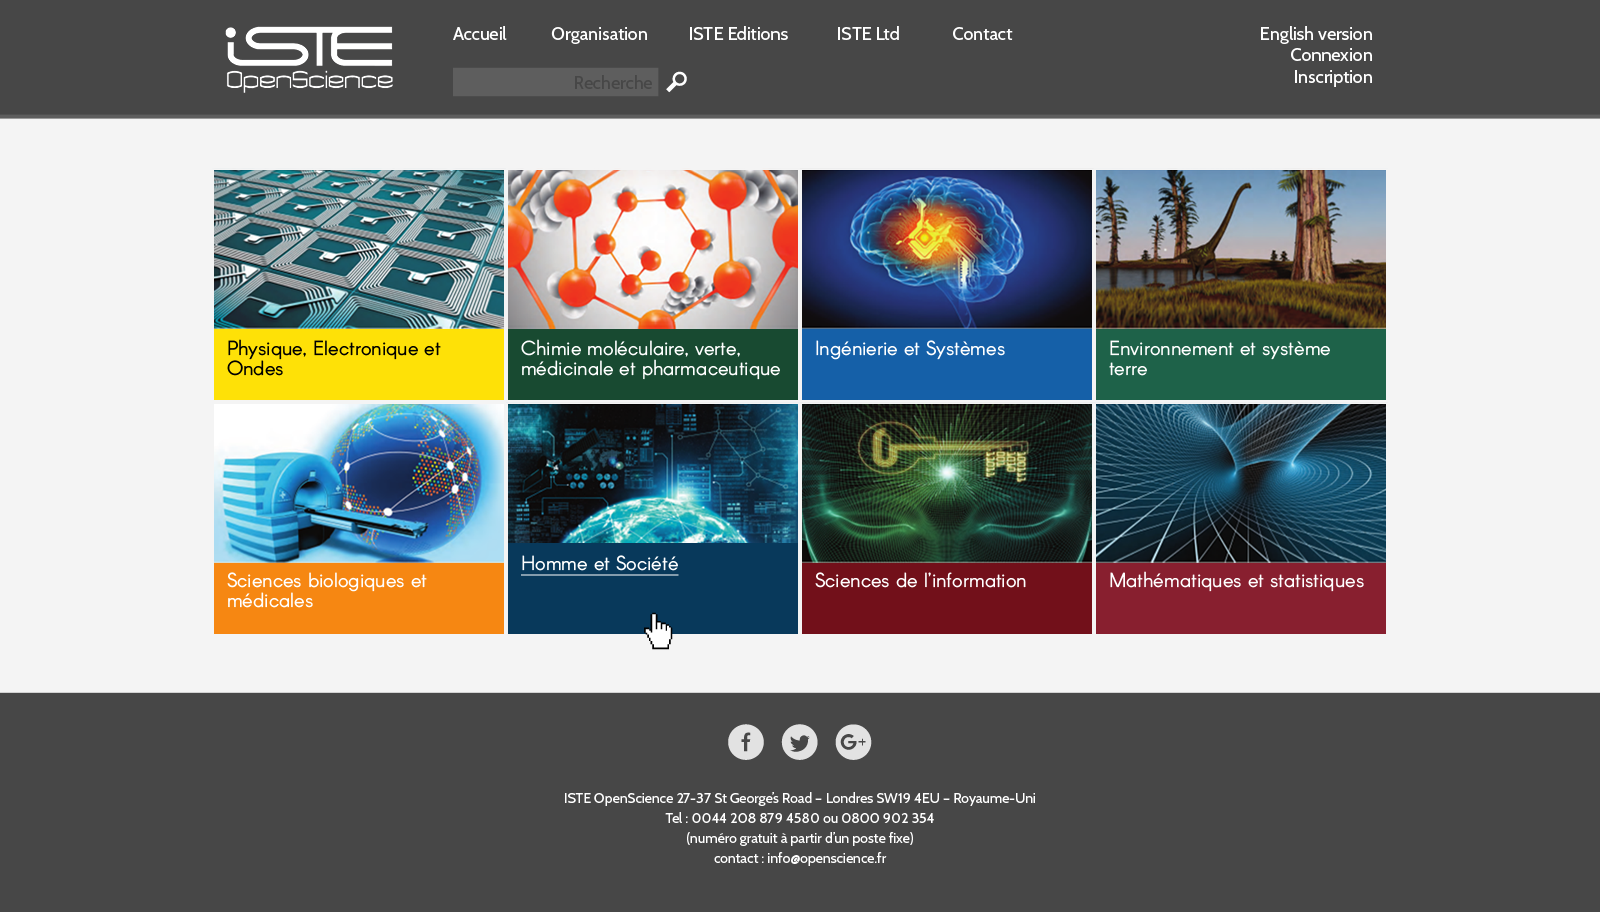 iSTE
OpenScience
Accueil
Organisation
ISTE Editions
ISTE Ltd
Contact
English version
Connexion
Inscription
Recherche
Physique, Electronique et
Ondes
Chimie moléculaire, verte,
médicinale et pharmaceutique
Ingénierie et Systèmes
Environnement et système
terre
Sciences biologiques et
médicales
Homme et Société
Sciences de l'information
Mathématiques et statistiques
f
G+
ISTE OpenScience 27-37 St George's Road – Londres SW19 4EU – Royaume-Uni
Tel : 0044 208 879 4580 ou 0800 902 354
(numéro gratuit à partir d'un poste fixe)
contact : info@openscience.fr